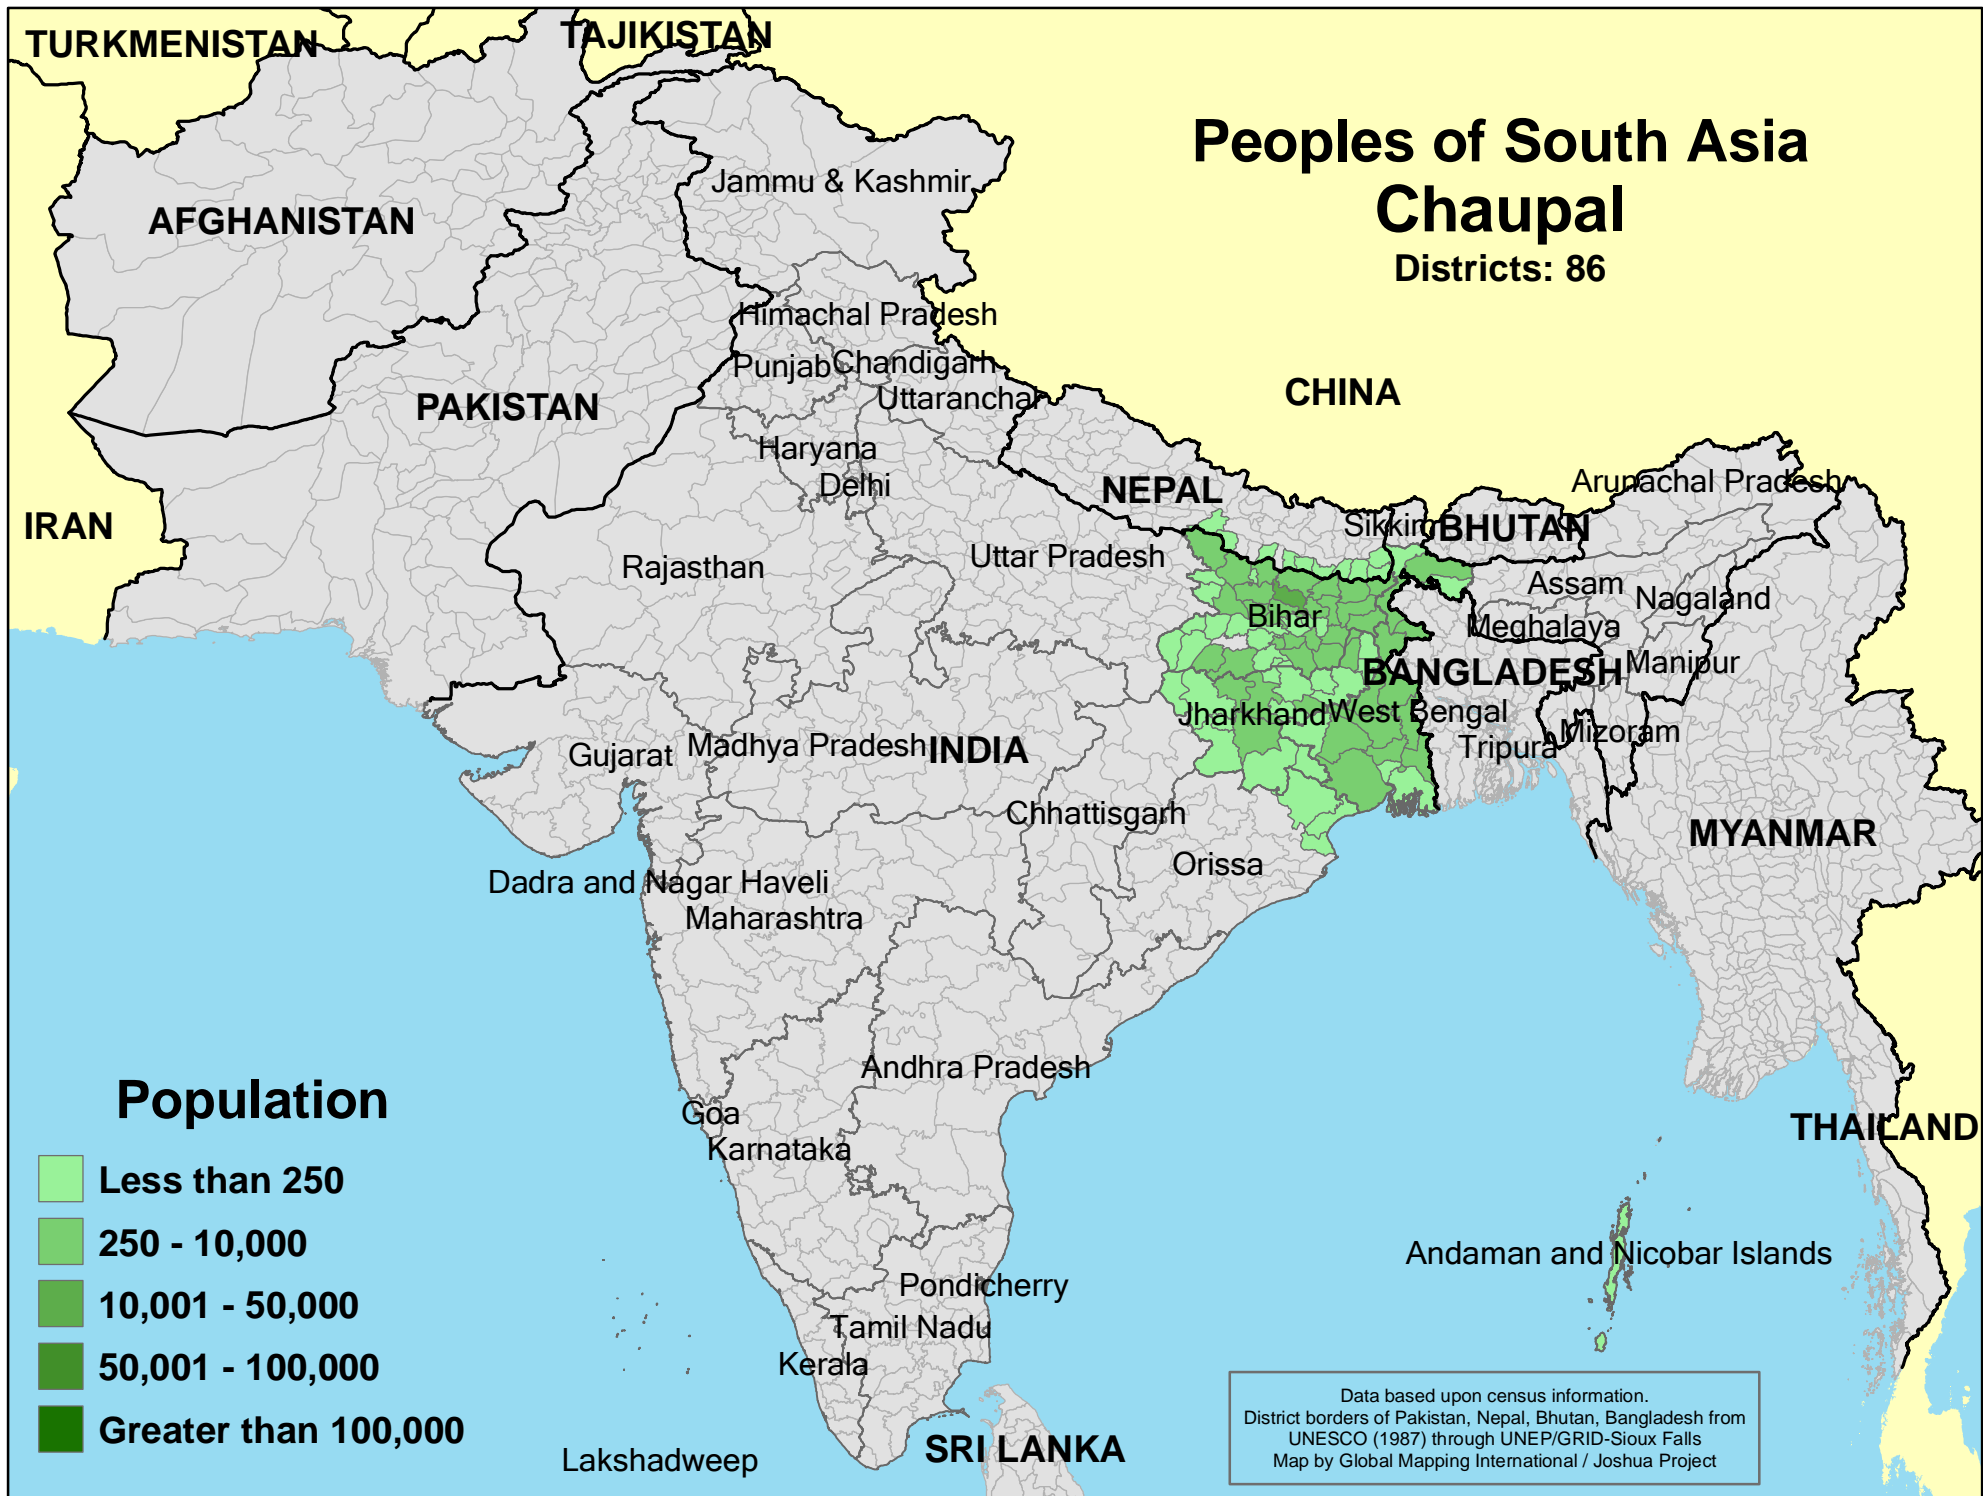 TURKMENISTAN
TAJIKISTAN
Peoples of South Asia
Chaupal
Districts: 86
Jammu & Kashmir
AFGHANISTAN
Himachal Pradesh
Punjab
Chandigarh
Uttaranchal
CHINA
PAKISTAN
Haryana
Delhi
NEPAL
Arunachal Pradesh
IRAN
Sikkim
BHUTAN
Rajasthan
Uttar Pradesh
Assam
Nagaland
Bihar
Meghalaya
BANGLADESH
Manipur
Jharkhand
West Bengal
Gujarat
Madhya Pradesh
INDIA
Tripura
Mizoram
Chhattisgarh
MYANMAR
Orissa
Dadra and Nagar Haveli
Maharashtra
Andhra Pradesh
Population
Goa
Karnataka
THAILAND
Less than 250
250 - 10,000
10,001 - 50,000
50,001 - 100,000
Greater than 100,000
Andaman and Nicobar Islands
Pondicherry
Tamil Nadu
Kerala
Lakshadweep
SRI LANKA
Data based upon census information.
District borders of Pakistan, Nepal, Bhutan, Bangladesh from
UNESCO (1987) through UNEP/GRID-Sioux Falls
Map by Global Mapping International / Joshua Project